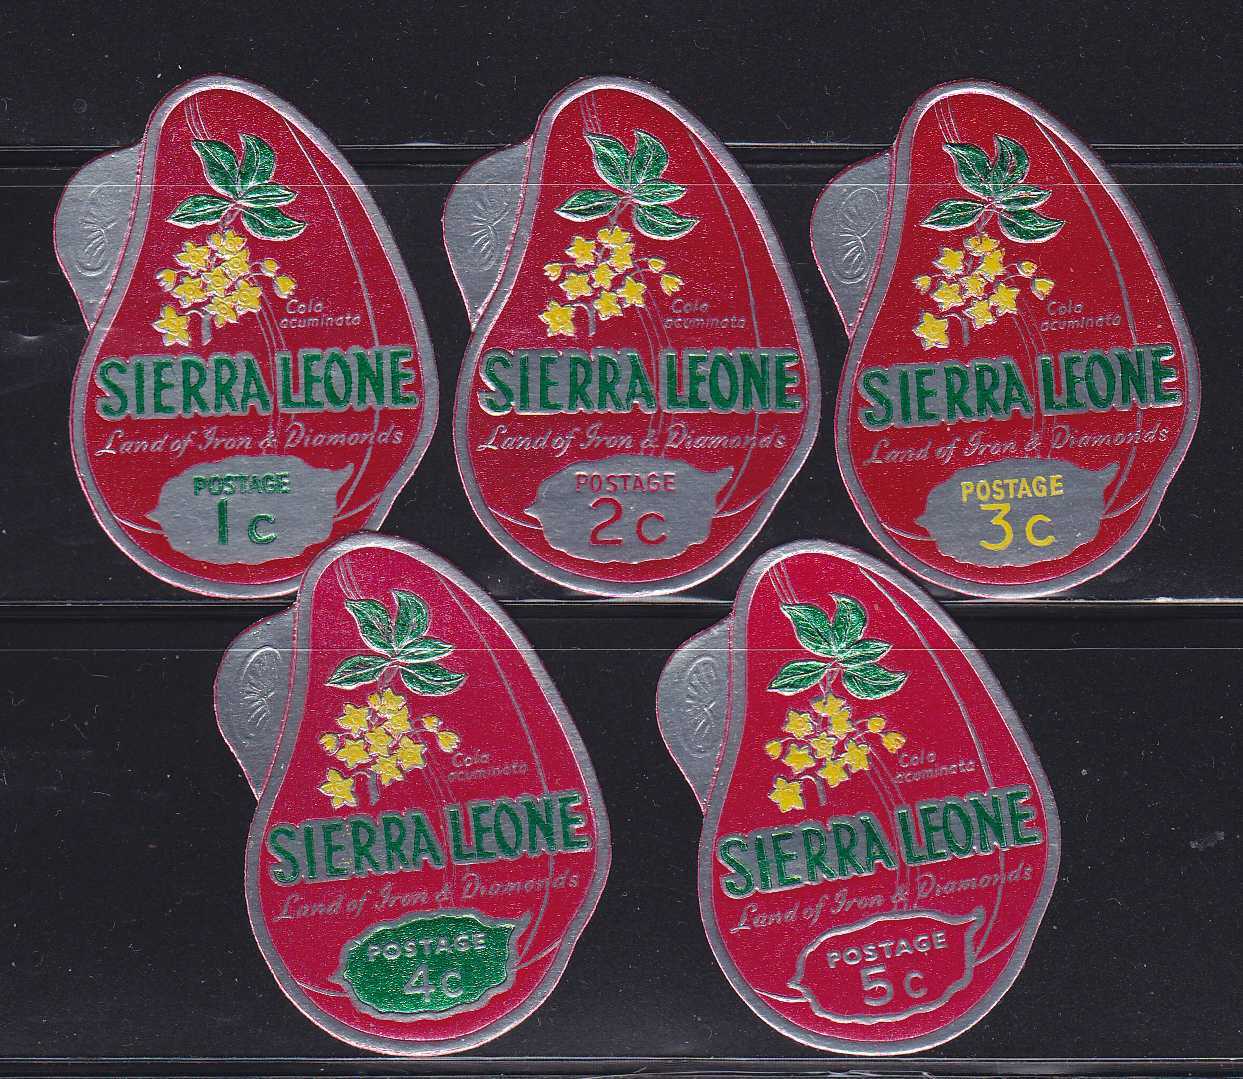 Cola
acuminata
SIERRA LEONE
Land of Iron & Diamonds
POSTAGE
1c
Cola
acuminata
SIERRA LEONE
Land of Iron & Diamonds
POSTAGE
2c
Cola
acuminata
SIERRA LEONE
Land of Iron & Diamonds
POSTAGE
3c
Cola
acuminata
SIERRA LEONE
Land of Iron & Diamonds
POSTAGE
4c
Cola
acuminata
SIERRA LEONE
Land of Iron & Diamonds
POSTAGE
5c